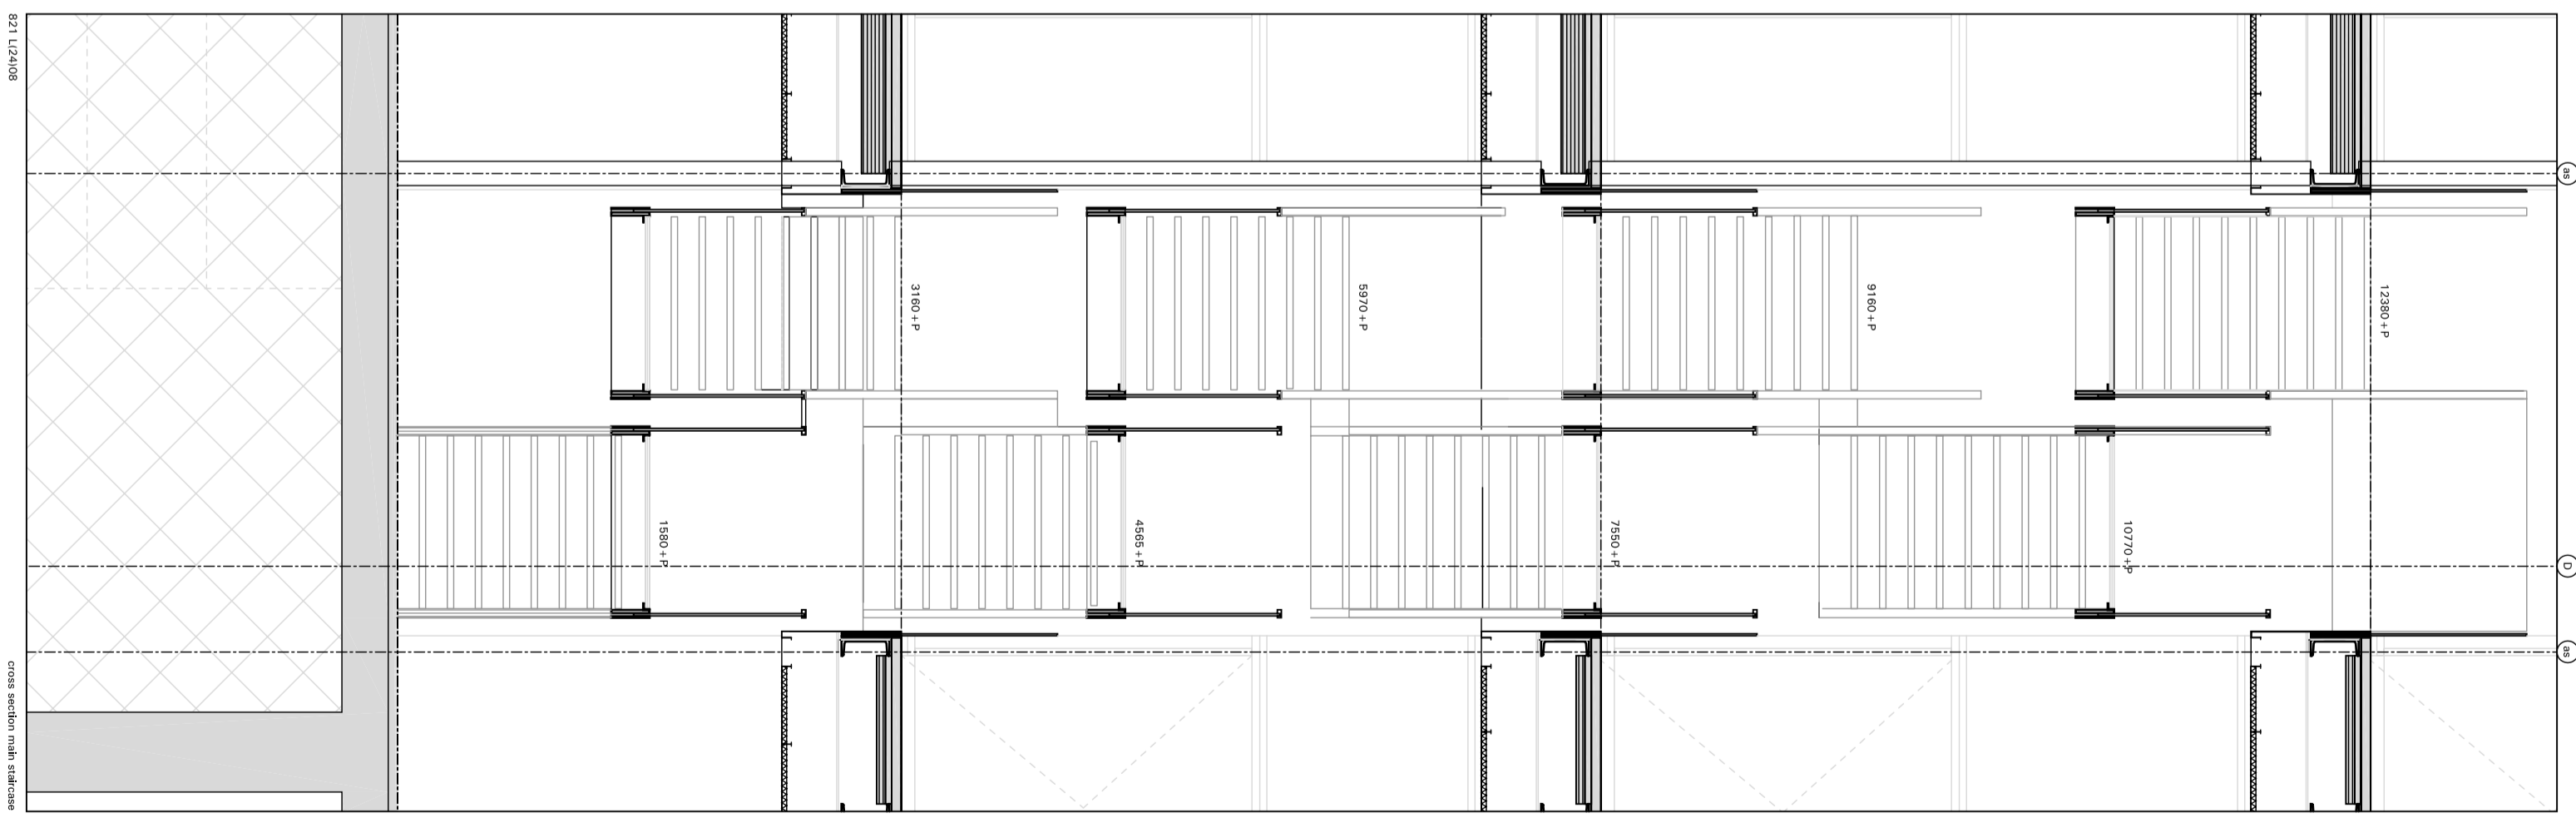 as
D
as
12380+P
10770+P
9160+P
7550+P
5970+P
4565+P
3160+P
1580+P
821 L(24)08
cross section main staircase